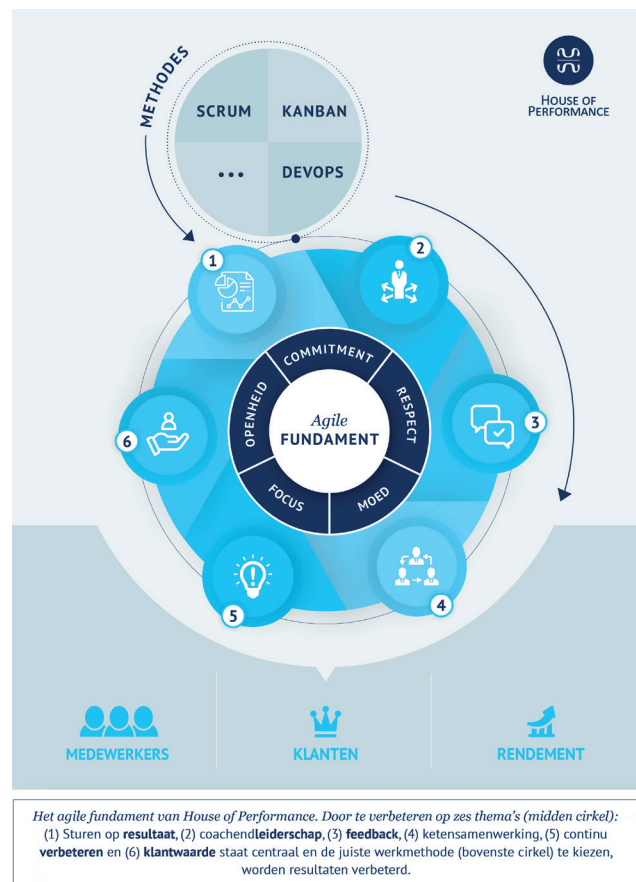 METHODES
SCRUM
KANBAN
...
DEVOPS
HOUSE OF
PERFORMANCE
1
2
3
4
5
6
COMMITMENT
RESPECT
MOED
FOCUS
OPENHEID
Agile
FUNDAMENT
MEDEWERKERS
KLANTEN
RENDEMENT
Het agile fundament van House of Performance. Door te verbeteren op zes thema's (midden cirkel):
(1) Sturen op resultaat, (2) coachendleiderschap, (3) feedback, (4) ketensamenwerking, (5) continu
verbeteren en (6) klantwaarde staat centraal en de juiste werkmethode (bovenste cirkel) te kiezen,
worden resultaten verbeterd.